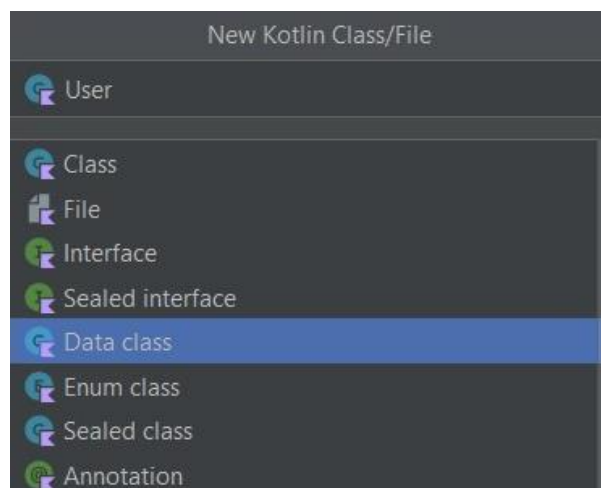 New Kotlin Class/File
User
Class
File
Interface
Sealed interface
Data class
Enum class
Sealed class
Annotation